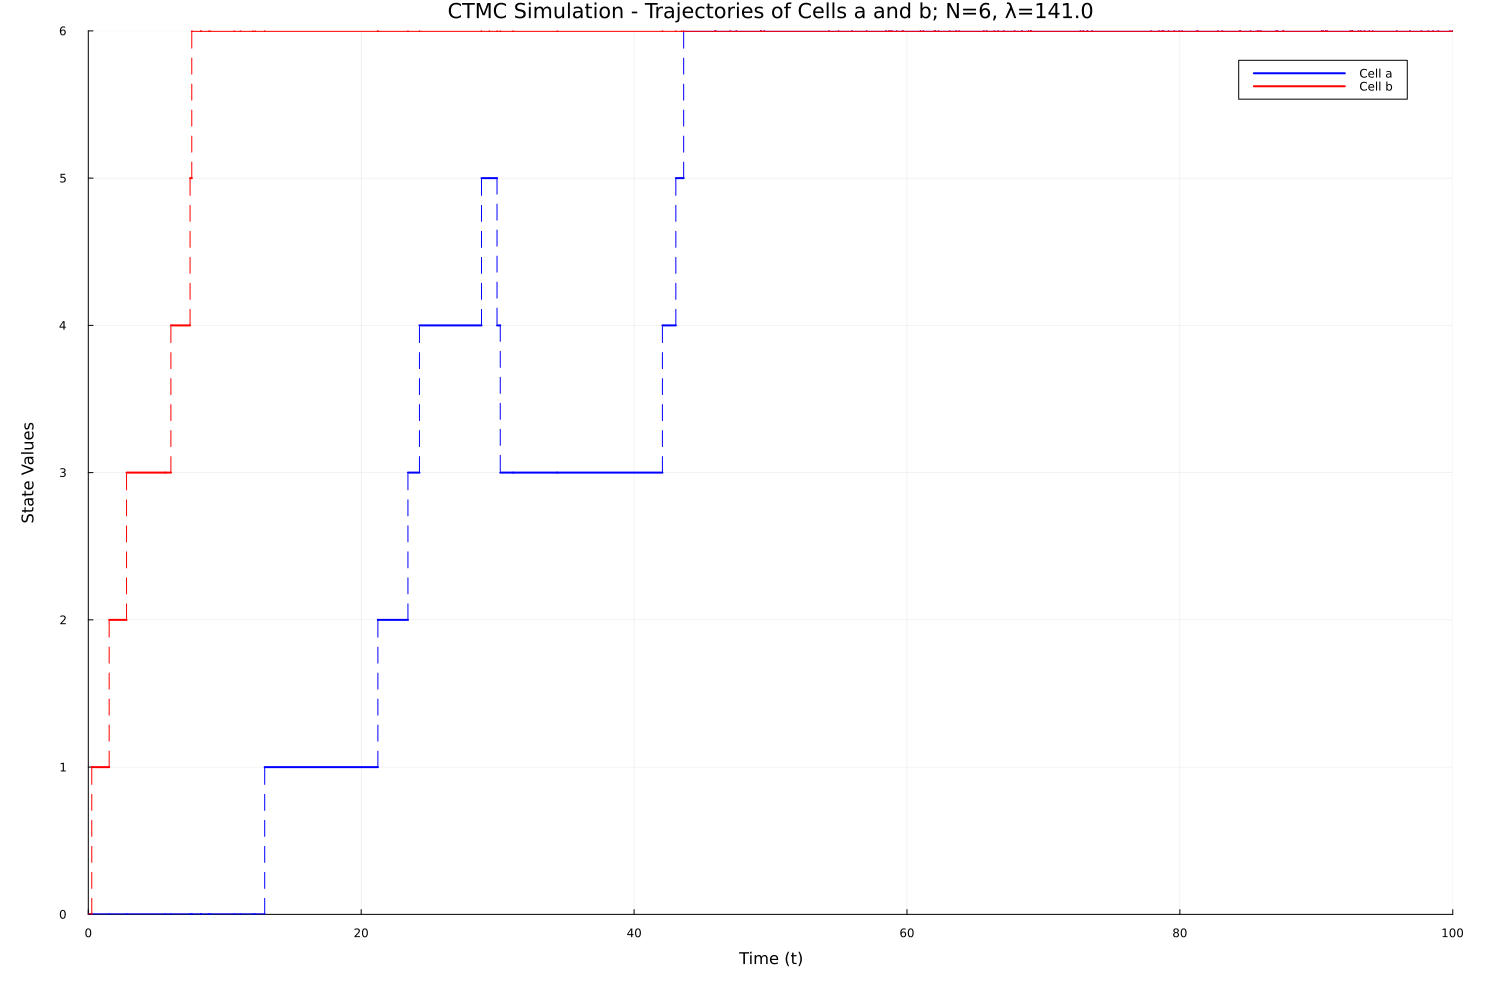 CTMC Simulation - Trajectories of Cells a and b; N=6, λ=141.0
6
5
4
3
2
1
0
State Values
Cell a
Cell b
0 20 40 60 80 100
Time (t)